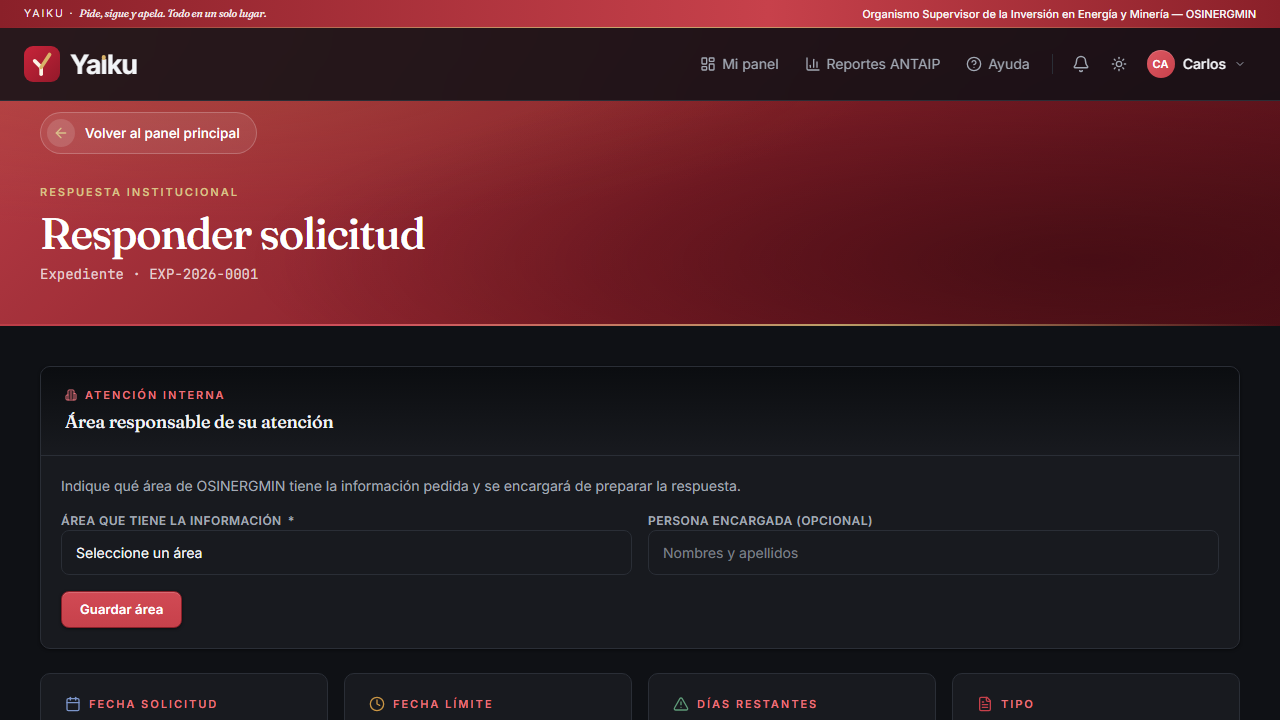 YAIKU · Pide, sigue y apela. Todo en un solo lugar.
Organismo Supervisor de la Inversión en Energía y Minería — OSINERGMIN
Yaiku
Mi panel
Reportes ANTAIP
Ayuda
CA
Carlos
Volver al panel principal
RESPUESTA INSTITUCIONAL
Responder solicitud
Expediente · EXP-2026-0001
ATENCIÓN INTERNA
Área responsable de su atención
Indique qué área de OSINERGMIN tiene la información pedida y se encargará de preparar la respuesta.
ÁREA QUE TIENE LA INFORMACIÓN *
PERSONA ENCARGADA (OPCIONAL)
Seleccione un área
Nombres y apellidos
Guardar área
FECHA SOLICITUD
FECHA LÍMITE
DÍAS RESTANTES
TIPO